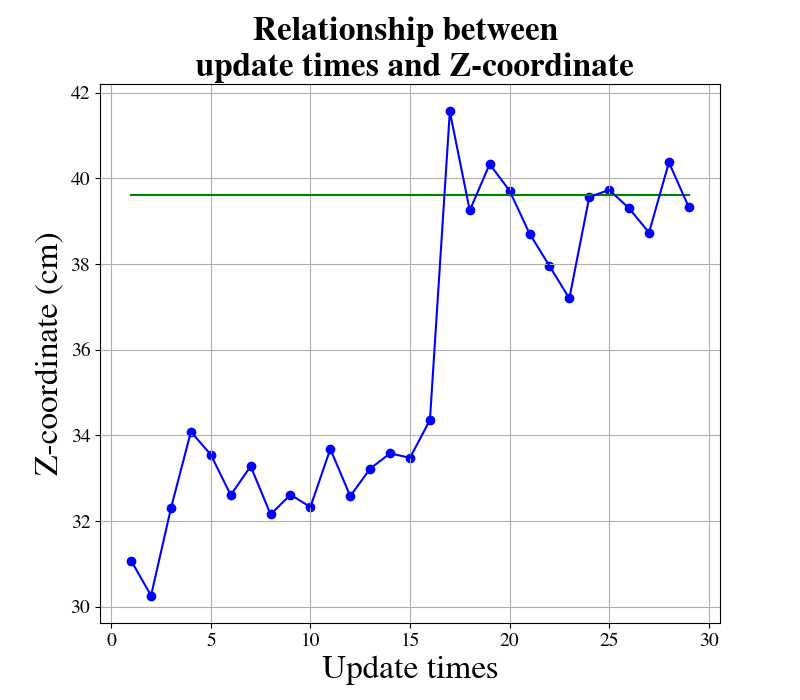 Relationship between
update times and Z-coordinate
42
40
38
36
34
32
30
Z-coordinate (cm)
0 5 10 15 20 25 30
Update times